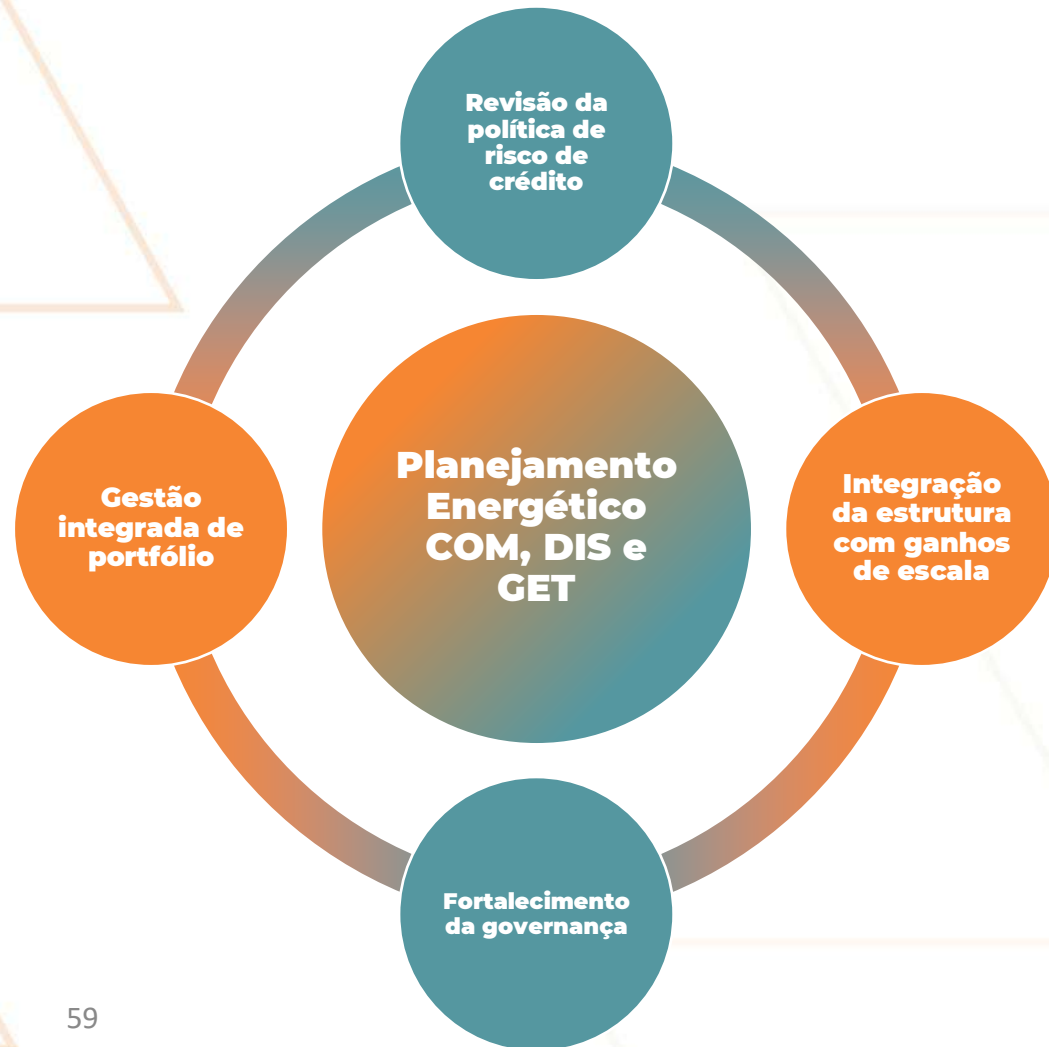 Revisão da
política de
risco de
crédito
Gestão
integrada de
portfólio
Planejamento
Energético
COM, DIS e
GET
Integração
da estrutura
com ganhos
de escala
Fortalecimento
da governança
59